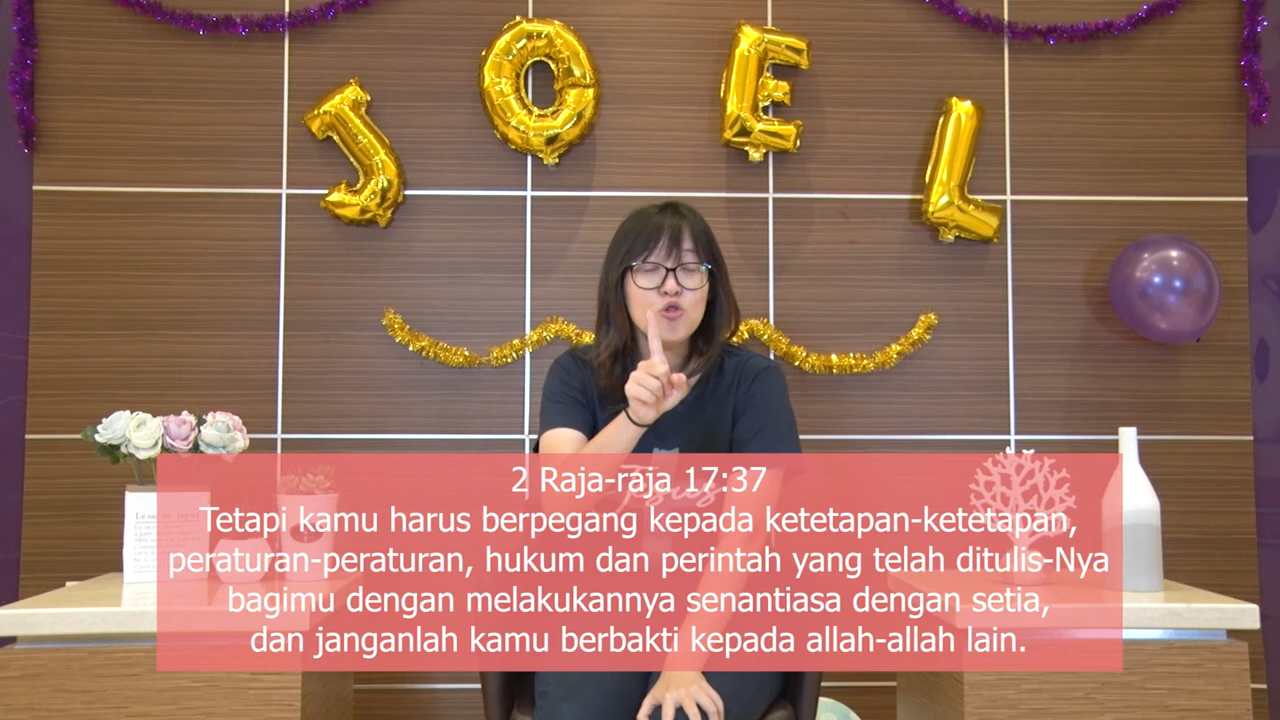 JOEL
2 Raja-raja 17:37
Tetapi kamu harus berpegang kepada ketetapan-ketetapan,
peraturan-peraturan, hukum dan perintah yang telah ditulis-Nya
bagimu dengan melakukannya senantiasa dengan setia,
dan janganlah kamu berbakti kepada allah-allah lain.
Jesus